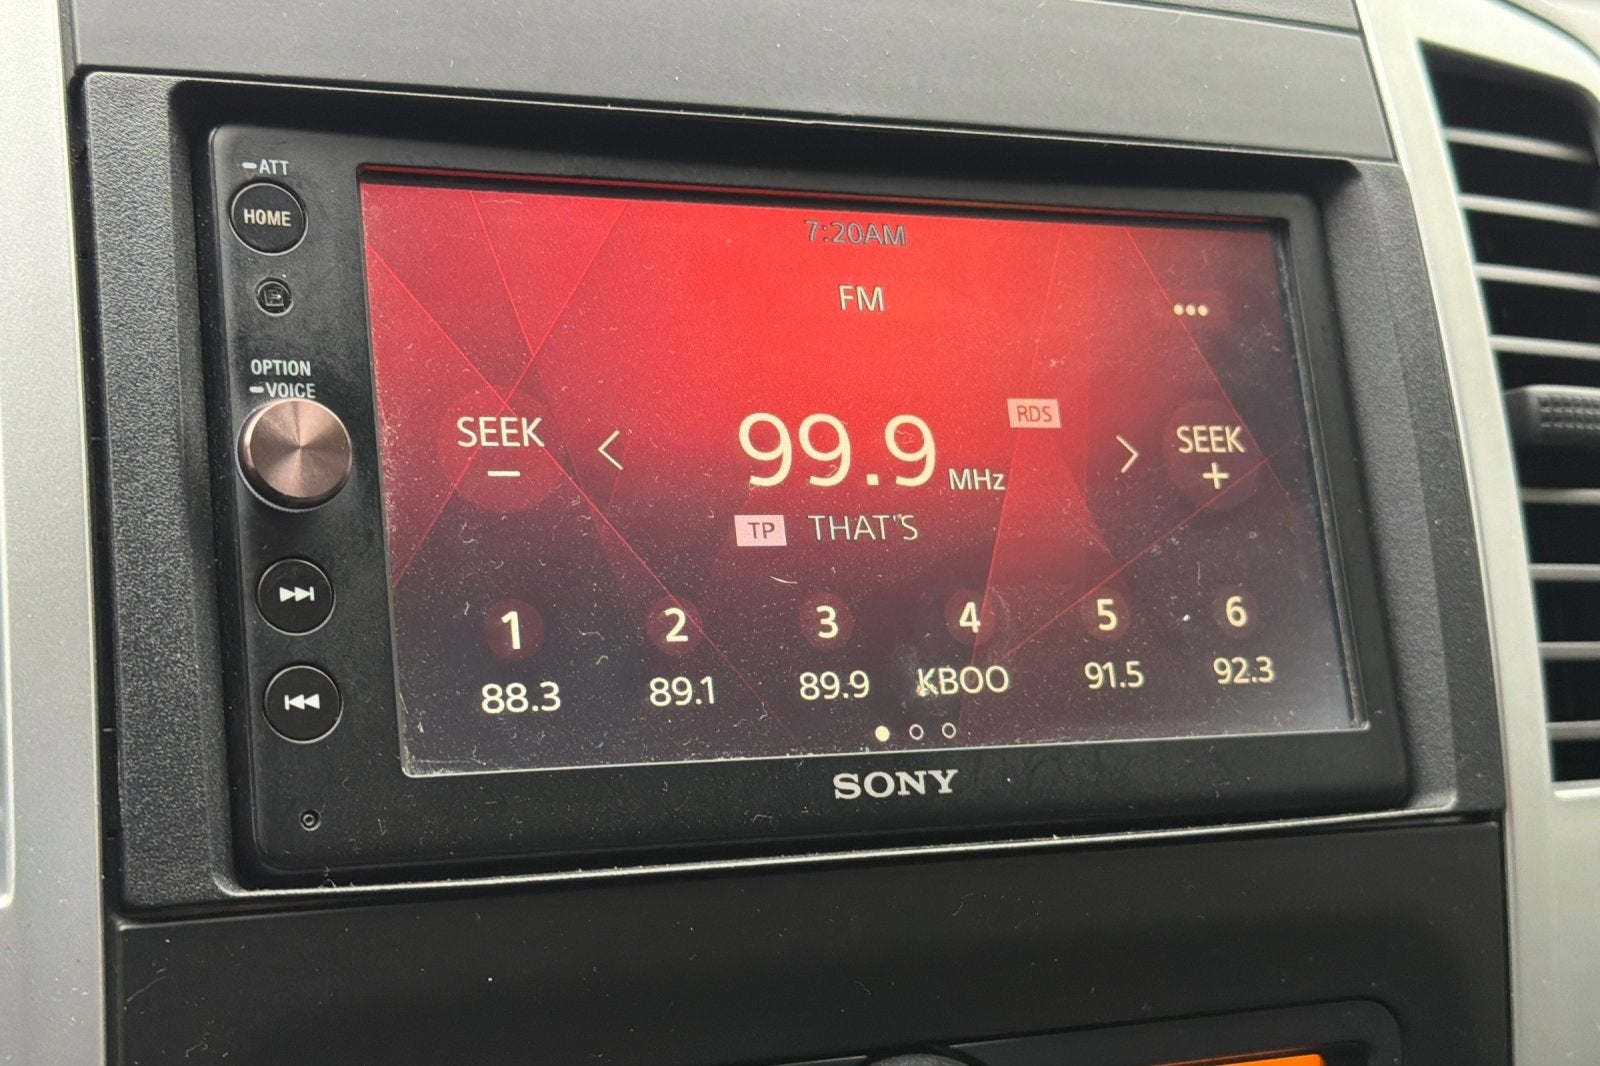 ATT
HOME
OPTION
VOICE
7:20AM
FM
SEEK
−
<
99.9 MHz
RDS
>
SEEK
+
TP THAT'S
1 2 3 4 5 6
88.3 89.1 89.9 KBOO 91.5 92.3
SONY